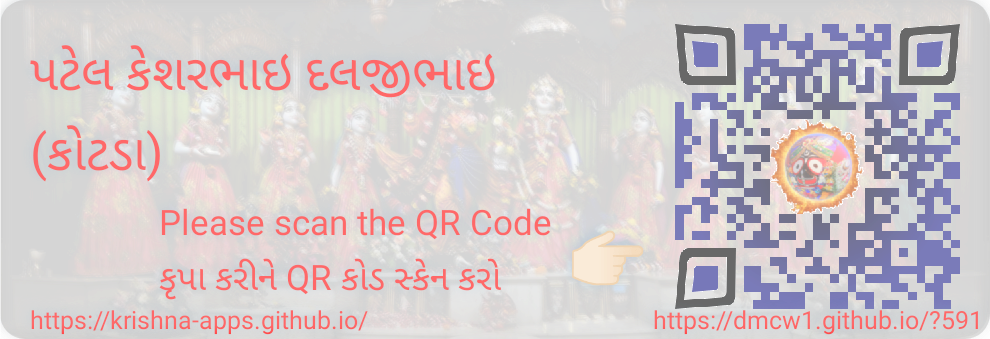 પટેલ કેશરભાઇ દલજીભાઇ
(કોટડા)
Please scan the QR Code
કૃપા કરીને QR કોડ સ્કેન કરો
https://krishna-apps.github.io/
https://dmcw1.github.io/?591